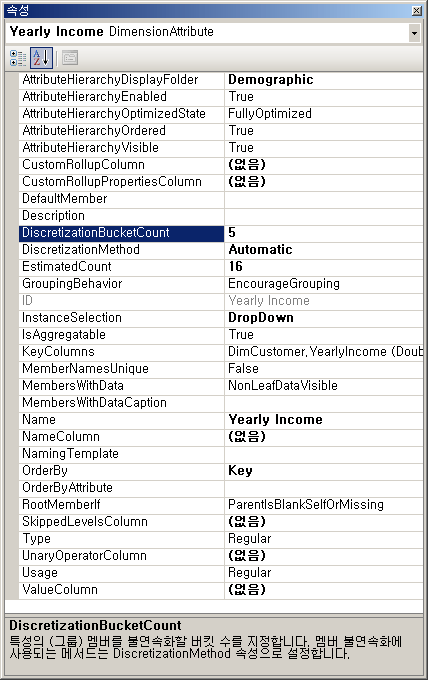 속성
Yearly Income DimensionAttribute
AttributeHierarchyDisplayFolder Demographic
AttributeHierarchyEnabled True
AttributeHierarchyOptimizedState FullyOptimized
AttributeHierarchyOrdered True
AttributeHierarchyVisible True
CustomRollupColumn (없음)
CustomRollupPropertiesColumn (없음)
DefaultMember
Description
DiscretizationBucketCount 5
DiscretizationMethod Automatic
EstimatedCount 16
GroupingBehavior EncourageGrouping
ID Yearly Income
InstanceSelection DropDown
IsAggregatable True
KeyColumns DimCustomer.YearlyIncome (Doub
MemberNamesUnique False
MembersWithData NonLeafDataVisible
MembersWithDataCaption
Name Yearly Income
NameColumn (없음)
NamingTemplate
OrderBy Key
OrderByAttribute
RootMemberIf ParentIsBlankSelfOrMissing
SkippedLevelsColumn (없음)
Type Regular
UnaryOperatorColumn (없음)
Usage Regular
ValueColumn (없음)
DiscretizationBucketCount
특성의 (그룹) 멤버를 불연속화할 버킷 수를 지정합니다. 멤버 불연속화에
사용되는 메서드는 DiscretizationMethod 속성으로 설정합니다.